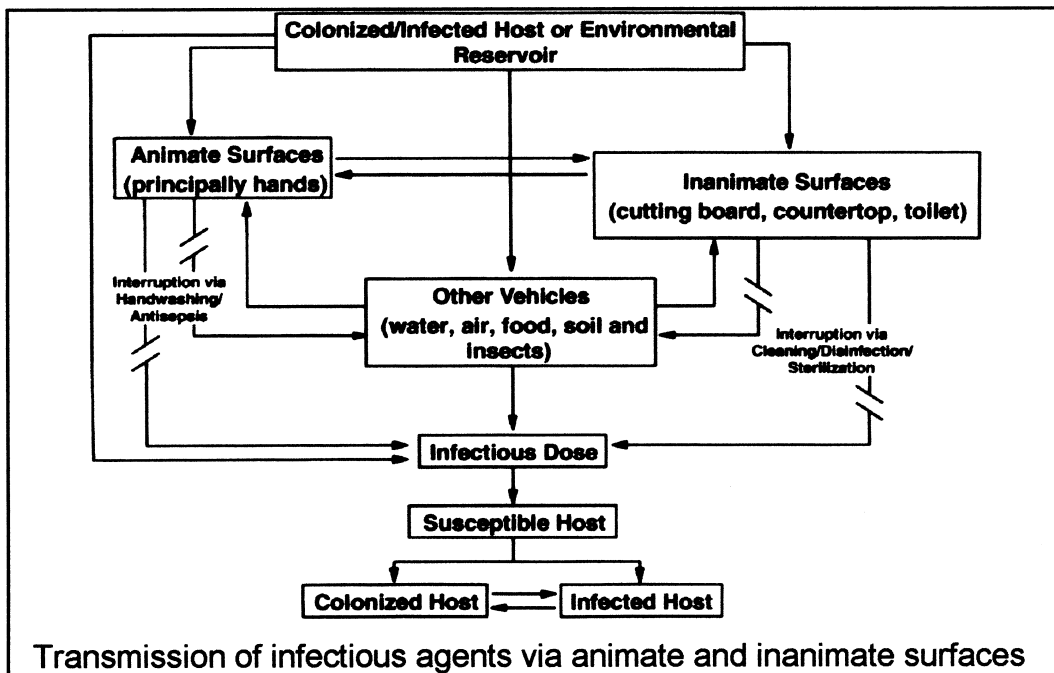 Colonized/Infected Host or Environmental
Reservoir
Animate Surfaces
(principally hands)
Inanimate Surfaces
(cutting board, countertop, toilet)
Interruption via
Handwashing/
Antisepsis
Other Vehicles
(water, air, food, soil and
insects)
Interruption via
Cleaning/Disinfection/
Sterilization
Infectious Dose
Susceptible Host
Colonized Host
Infected Host
Transmission of infectious agents via animate and inanimate surfaces